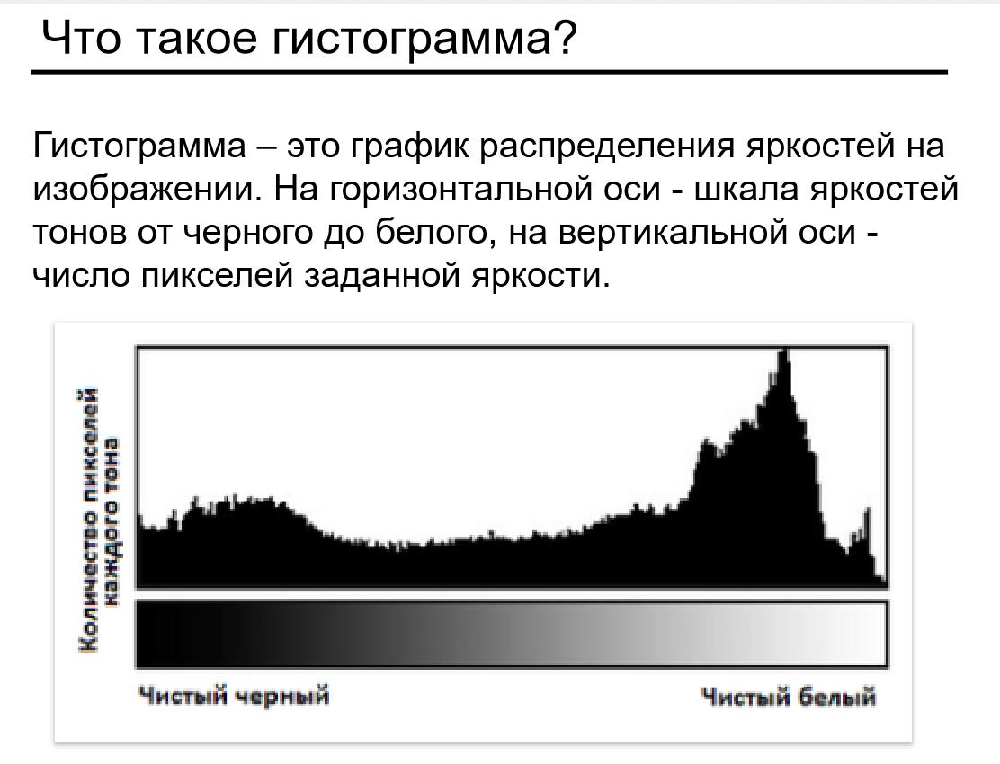 Что такое гистограмма?
Гистограмма – это график распределения яркостей на
изображении. На горизонтальной оси - шкала яркостей
тонов от черного до белого, на вертикальной оси -
число пикселей заданной яркости.
Количество пикселей
каждого тона
Чистый черный
Чистый белый